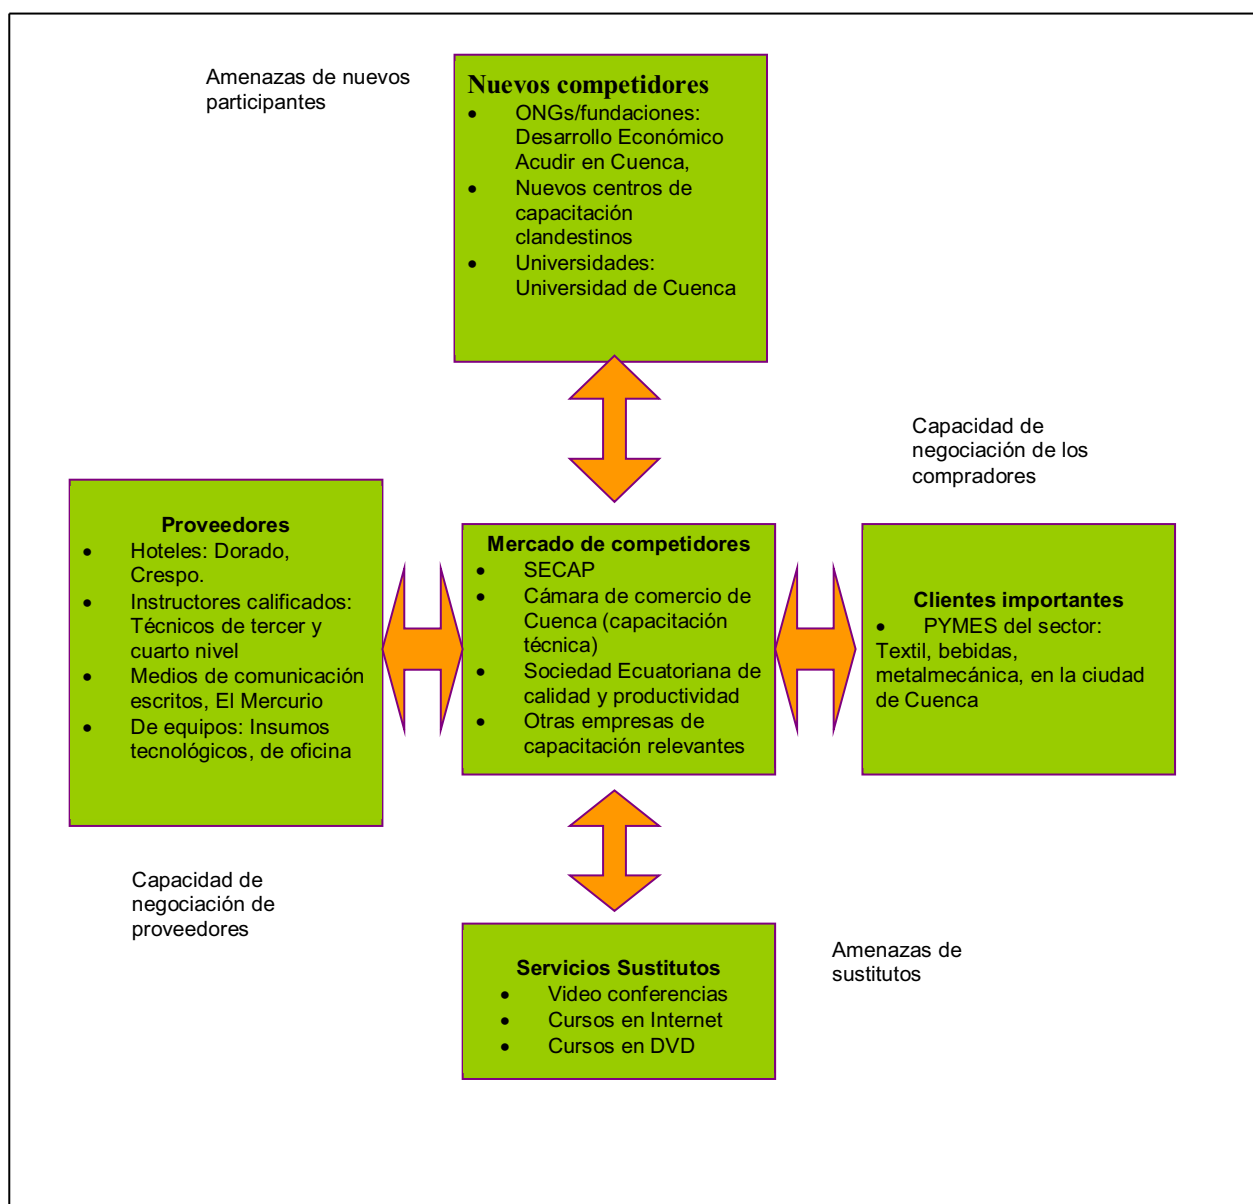 Amenazas de nuevos
participantes
Nuevos competidores
• ONGs/fundaciones:
Desarrollo Económico
Acudir en Cuenca,
• Nuevos centros de
capacitación
clandestinos
• Universidades:
Universidad de Cuenca
Capacidad de
negociación de los
compradores
Proveedores
• Hoteles: Dorado,
Crespo.
• Instructores calificados:
Técnicos de tercer y
cuarto nivel
• Medios de comunicación
escritos, El Mercurio
• De equipos: Insumos
tecnológicos, de oficina
Mercado de competidores
• SECAP
• Cámara de comercio de
Cuenca (capacitación
técnica)
• Sociedad Ecuatoriana de
calidad y productividad
• Otras empresas de
capacitación relevantes
Clientes importantes
• PYMES del sector:
Textil, bebidas,
metalmecánica, en la ciudad
de Cuenca
Capacidad de
negociación de
proveedores
Servicios Sustitutos
• Video conferencias
• Cursos en Internet
• Cursos en DVD
Amenazas de
sustitutos